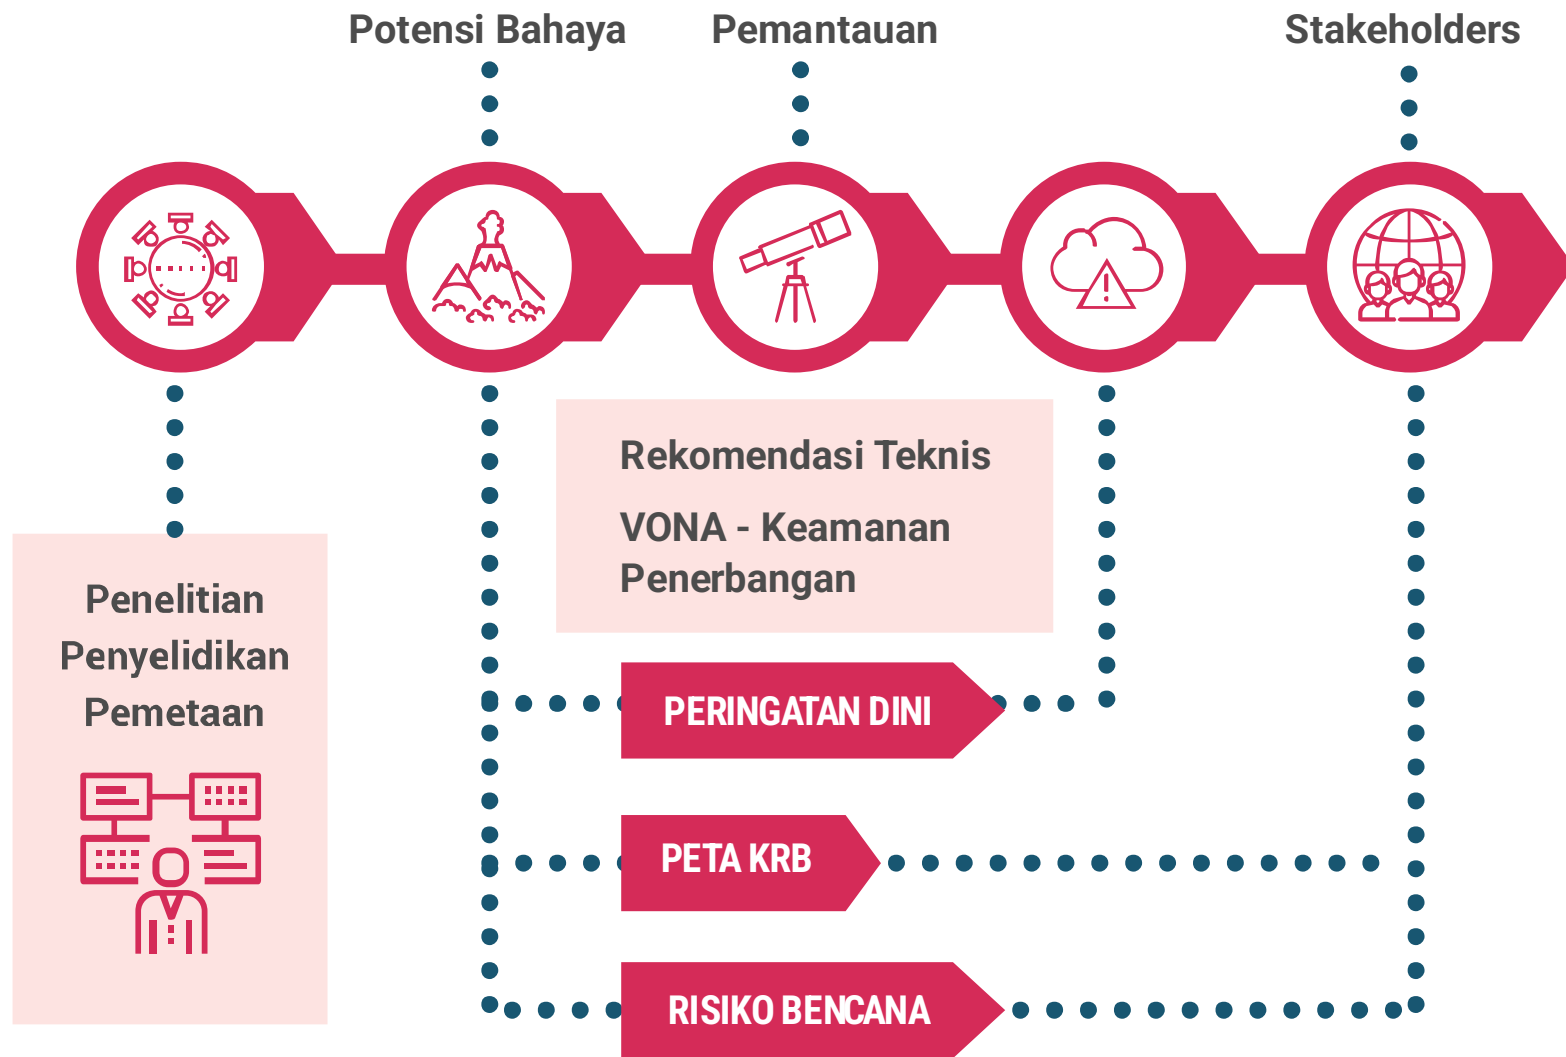 Potensi Bahaya
Pemantauan
Stakeholders
Rekomendasi Teknis
VONA - Keamanan
Penerbangan
Penelitian
Penyelidikan
Pemetaan
PERINGATAN DINI
PETA KRB
RISIKO BENCANA